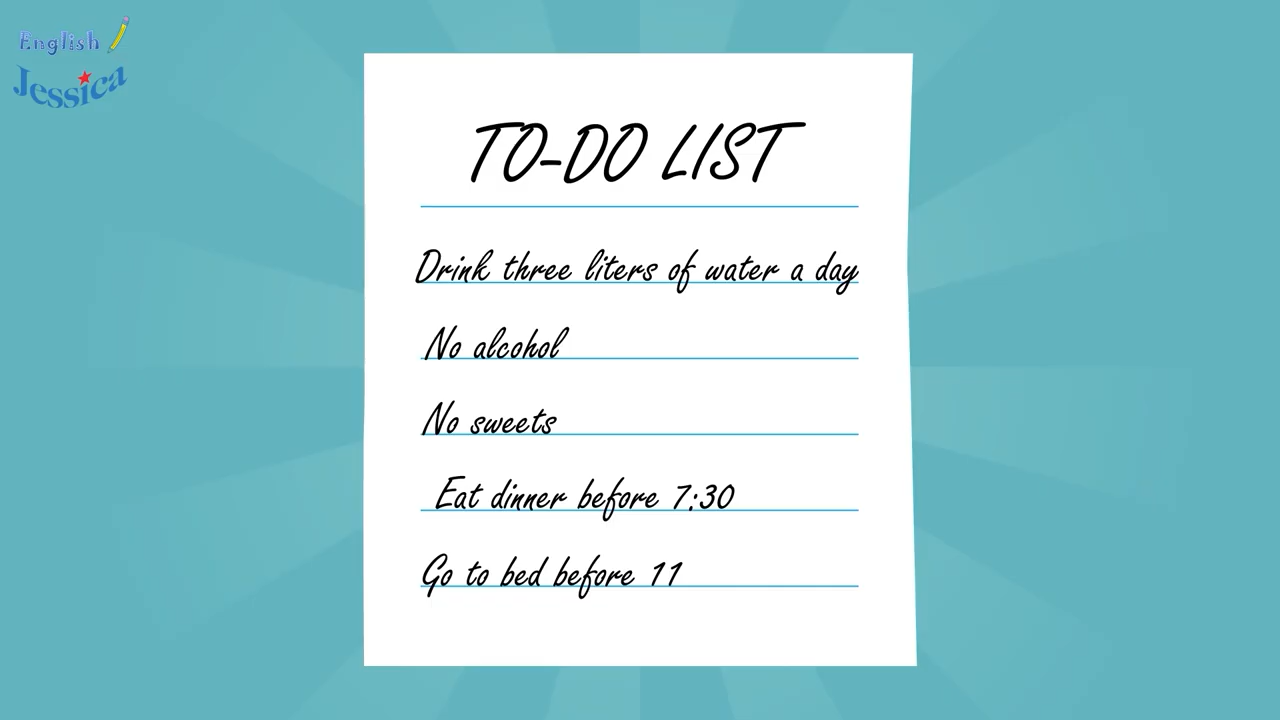 English
Jessica
TO-DO LIST
Drink three liters of water a day
No alcohol
No sweets
Eat dinner before 7:30
Go to bed before 11